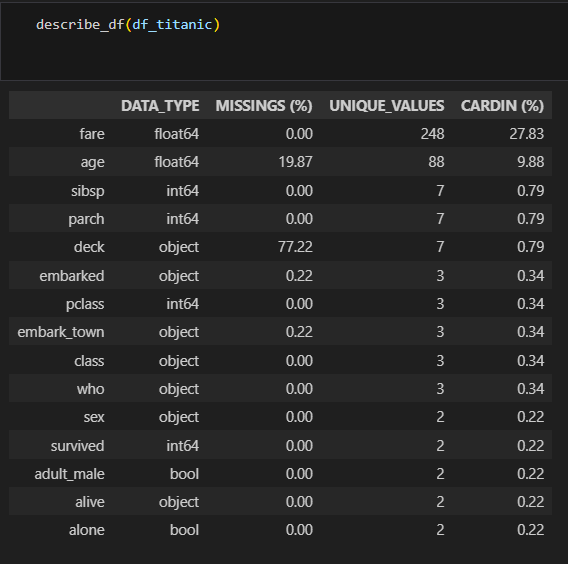 describe_df(df_titanic)
DATA_TYPE MISSINGS (%) UNIQUE_VALUES CARDIN (%)
fare float64 0.00 248 27.83
age float64 19.87 88 9.88
sibsp int64 0.00 7 0.79
parch int64 0.00 7 0.79
deck object 77.22 7 0.79
embarked object 0.22 3 0.34
pclass int64 0.00 3 0.34
embark_town object 0.22 3 0.34
class object 0.00 3 0.34
who object 0.00 3 0.34
sex object 0.00 2 0.22
survived int64 0.00 2 0.22
adult_male bool 0.00 2 0.22
alive object 0.00 2 0.22
alone bool 0.00 2 0.22